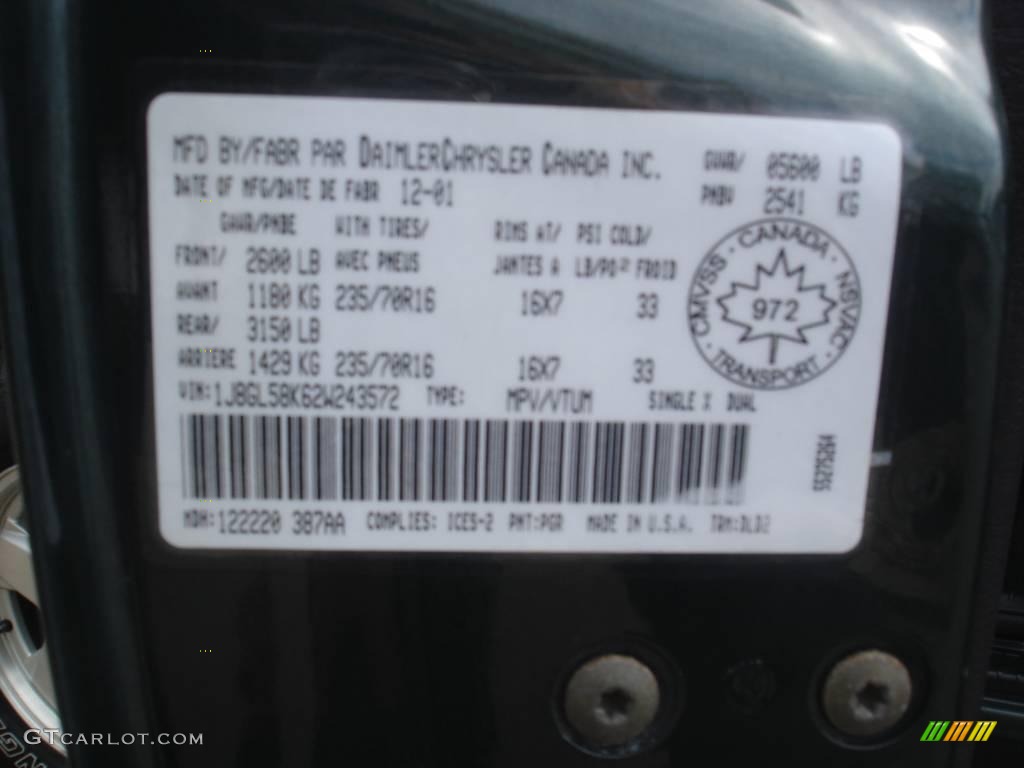 MFD BY/FABR PAR DAIMLERCHRYSLER CANADA INC.
GVWR/ 05600 LB
DATE OF MFG/DATE DE FABR 12-01
PNBV 2541 KG
GAWR/PNBE WITH TIRES/ RIMS AT/ PSI COLD/
FRONT/ 2600 LB AVEC PNEUS JANTES A LB/PO² FROID
AVANT 1180 KG 235/70R16 16X7 33
REAR/ 3150 LB
ARRIERE 1429 KG 235/70R16 16X7 33
CANADA · NSVAC · TRANSPORT · CMVSS ·
972
VIN: 1J8GL58K62W243572 TYPE: MPV/VTUM SINGLE X DUAL
55275264
MDH: 122220 387AA COMPLIES: ICES-2 PNT: PGR MADE IN U.S.A. TRM: DLD2
GTCARLOT.COM